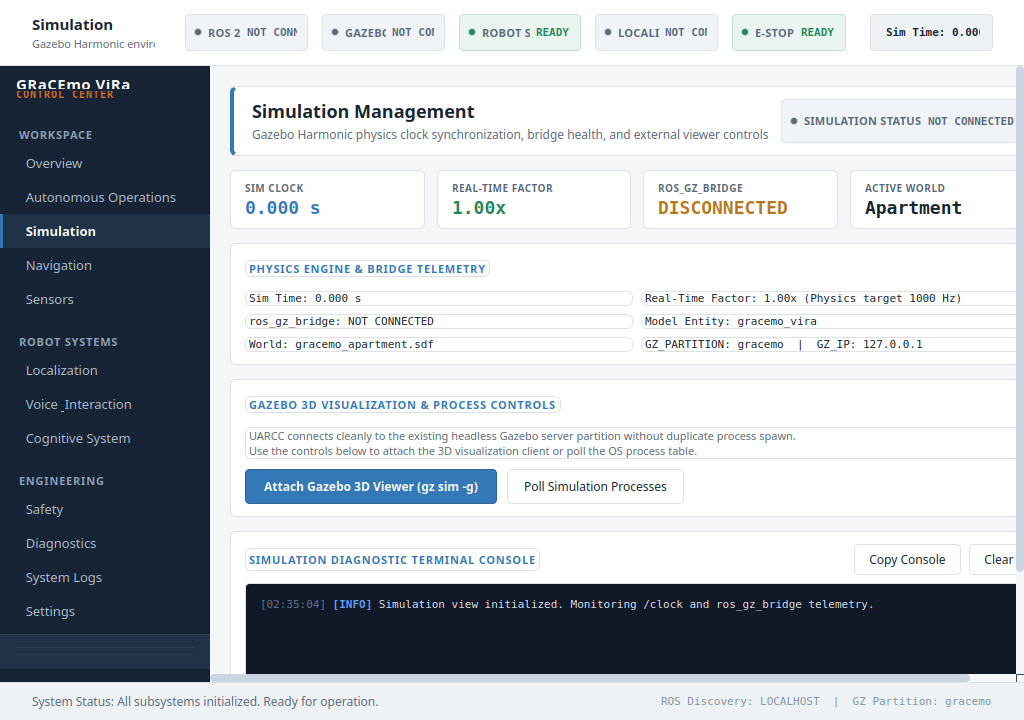 Simulation
Gazebo Harmonic
ROS 2 NOT CONN
GAZEB NOT CON
ROBOT S READY
LOCALI NOT CON
E-STOP READY
Sim Time: 0.00
GRaCEmo ViRa
CONTROL CENTER
WORKSPACE
Overview
Autonomous Operations
Simulation
Navigation
Sensors
ROBOT SYSTEMS
Localization
Voice _Interaction
Cognitive System
ENGINEERING
Safety
Diagnostics
System Logs
Settings
Simulation Management
Gazebo Harmonic physics clock synchronization, bridge health, and external viewer controls
SIMULATION STATUS NOT CONNECTED
SIM CLOCK
0.000 s
REAL-TIME FACTOR
1.00x
ROS_GZ_BRIDGE
DISCONNECTED
ACTIVE WORLD
Apartment
PHYSICS ENGINE & BRIDGE TELEMETRY
Sim Time: 0.000 s
Real-Time Factor: 1.00x (Physics target 1000 Hz)
ros_gz_bridge: NOT CONNECTED
Model Entity: gracemo_vira
World: gracemo_apartment.sdf
GZ_PARTITION: gracemo | GZ_IP: 127.0.0.1
GAZEBO 3D VISUALIZATION & PROCESS CONTROLS
UARCC connects cleanly to the existing headless Gazebo server partition without duplicate process spawn.
Use the controls below to attach the 3D visualization client or poll the OS process table.
Attach Gazebo 3D Viewer (gz sim -g)
Poll Simulation Processes
SIMULATION DIAGNOSTIC TERMINAL CONSOLE
Copy Console
Clear
[02:35:04] [INFO] Simulation view initialized. Monitoring /clock and ros_gz_bridge telemetry.
System Status: All subsystems initialized. Ready for operation.
ROS Discovery: LOCALHOST | GZ Partition: gracemo